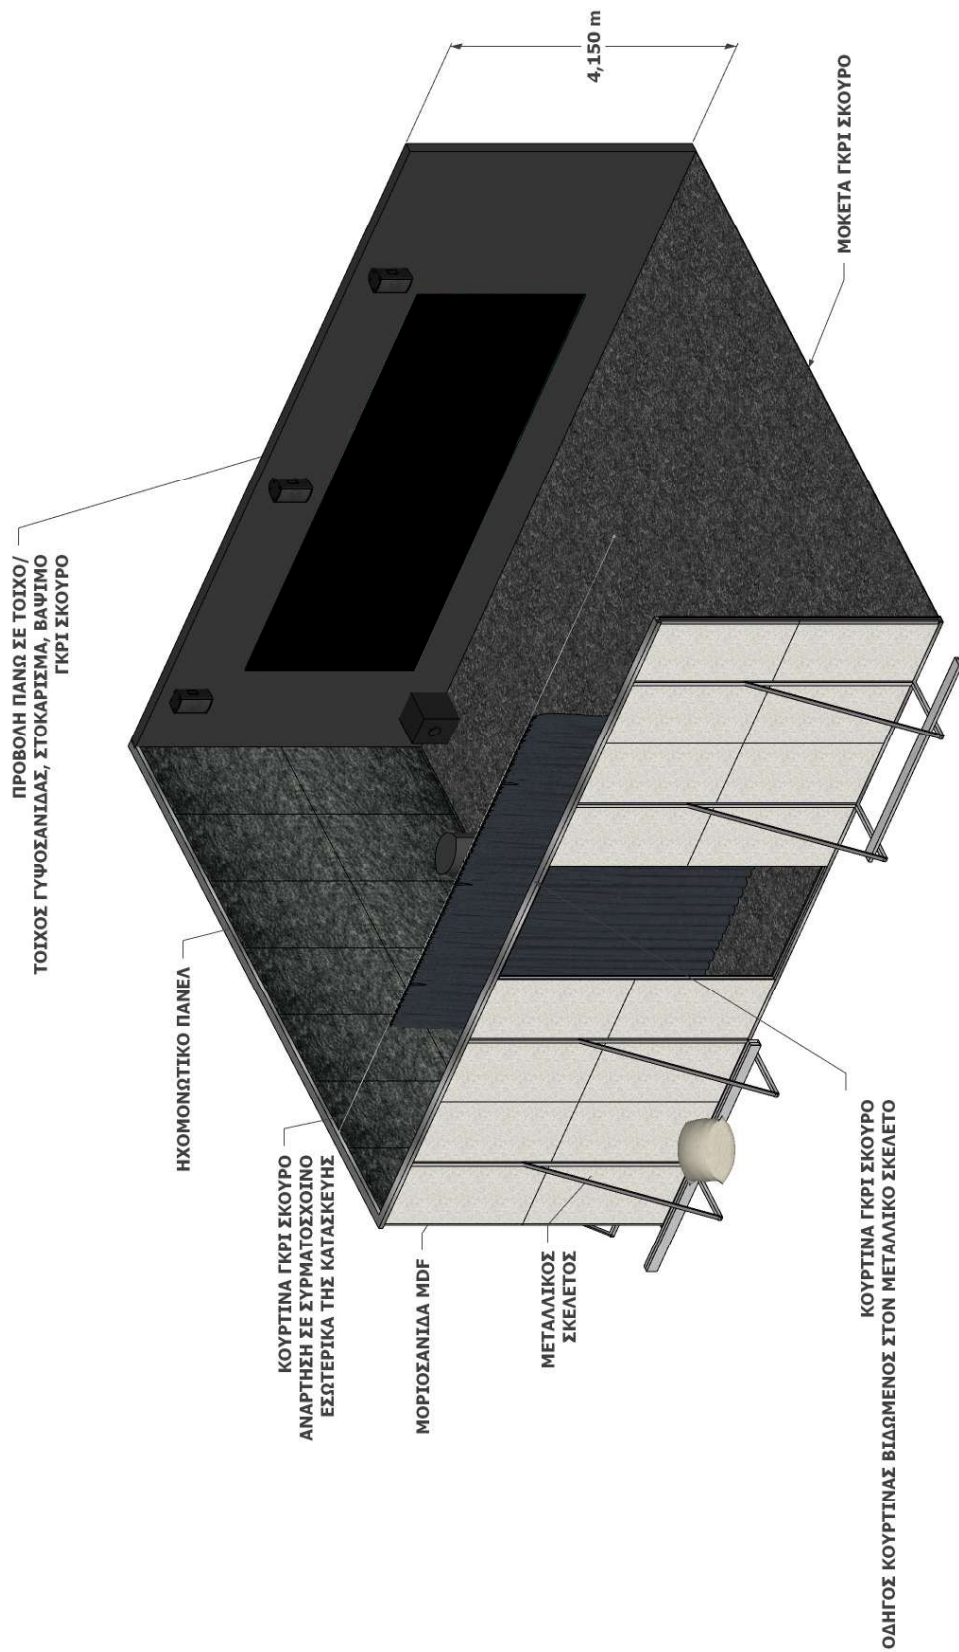 ΠΡΟΒΟΛΗ ΠΑΝΩ ΣΕ ΤΟΙΧΟ/
ΤΟΙΧΟΣ ΓΥΨΟΣΑΝΙΔΑΣ, ΣΤΟΚΑΡΙΣΜΑ, ΒΑΨΙΜΟ
ΓΚΡΙ ΣΚΟΥΡΟ
4,150 m
ΗΧΟΜΟΝΩΤΙΚΟ ΠΑΝΕΛ
ΚΟΥΡΤΙΝΑ ΓΚΡΙ ΣΚΟΥΡΟ
ΑΝΑΡΤΗΣΗ ΣΕ ΣΥΡΜΑΤΟΣΧΟΙΝΟ
ΕΣΩΤΕΡΙΚΑ ΤΗΣ ΚΑΤΑΣΚΕΥΗΣ
ΜΟΡΙΟΣΑΝΙΔΑ MDF
ΜΕΤΑΛΛΙΚΟΣ
ΣΚΕΛΕΤΟΣ
ΜΟΚΕΤΑ ΓΚΡΙ ΣΚΟΥΡΟ
ΚΟΥΡΤΙΝΑ ΓΚΡΙ ΣΚΟΥΡΟ
ΟΔΗΓΟΣ ΚΟΥΡΤΙΝΑΣ ΒΙΔΩΜΕΝΟΣ ΣΤΟΝ ΜΕΤΑΛΛΙΚΟ ΣΚΕΛΕΤΟ